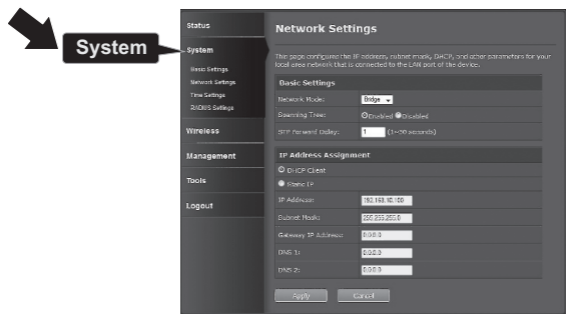 System
Status
System
Basic Settings
Network Settings
Time Settings
RADIUS Settings
Wireless
Management
Tools
Logout
Network Settings
This page configure the IP address, subnet mask, DHCP, and other parameters for your
local area network that is connected to the LAN port of the device.
Basic Settings
Network Mode: Bridge
Spanning Tree: Enabled Disabled
STP Forward Delay: 1 (1~30 seconds)
IP Address Assignment
DHCP Client
Static IP
IP Address: 192.168.10.100
Subnet Mask: 255.255.255.0
Gateway IP Address: 0.0.0.0
DNS 1: 0.0.0.0
DNS 2: 0.0.0.0
Apply Cancel